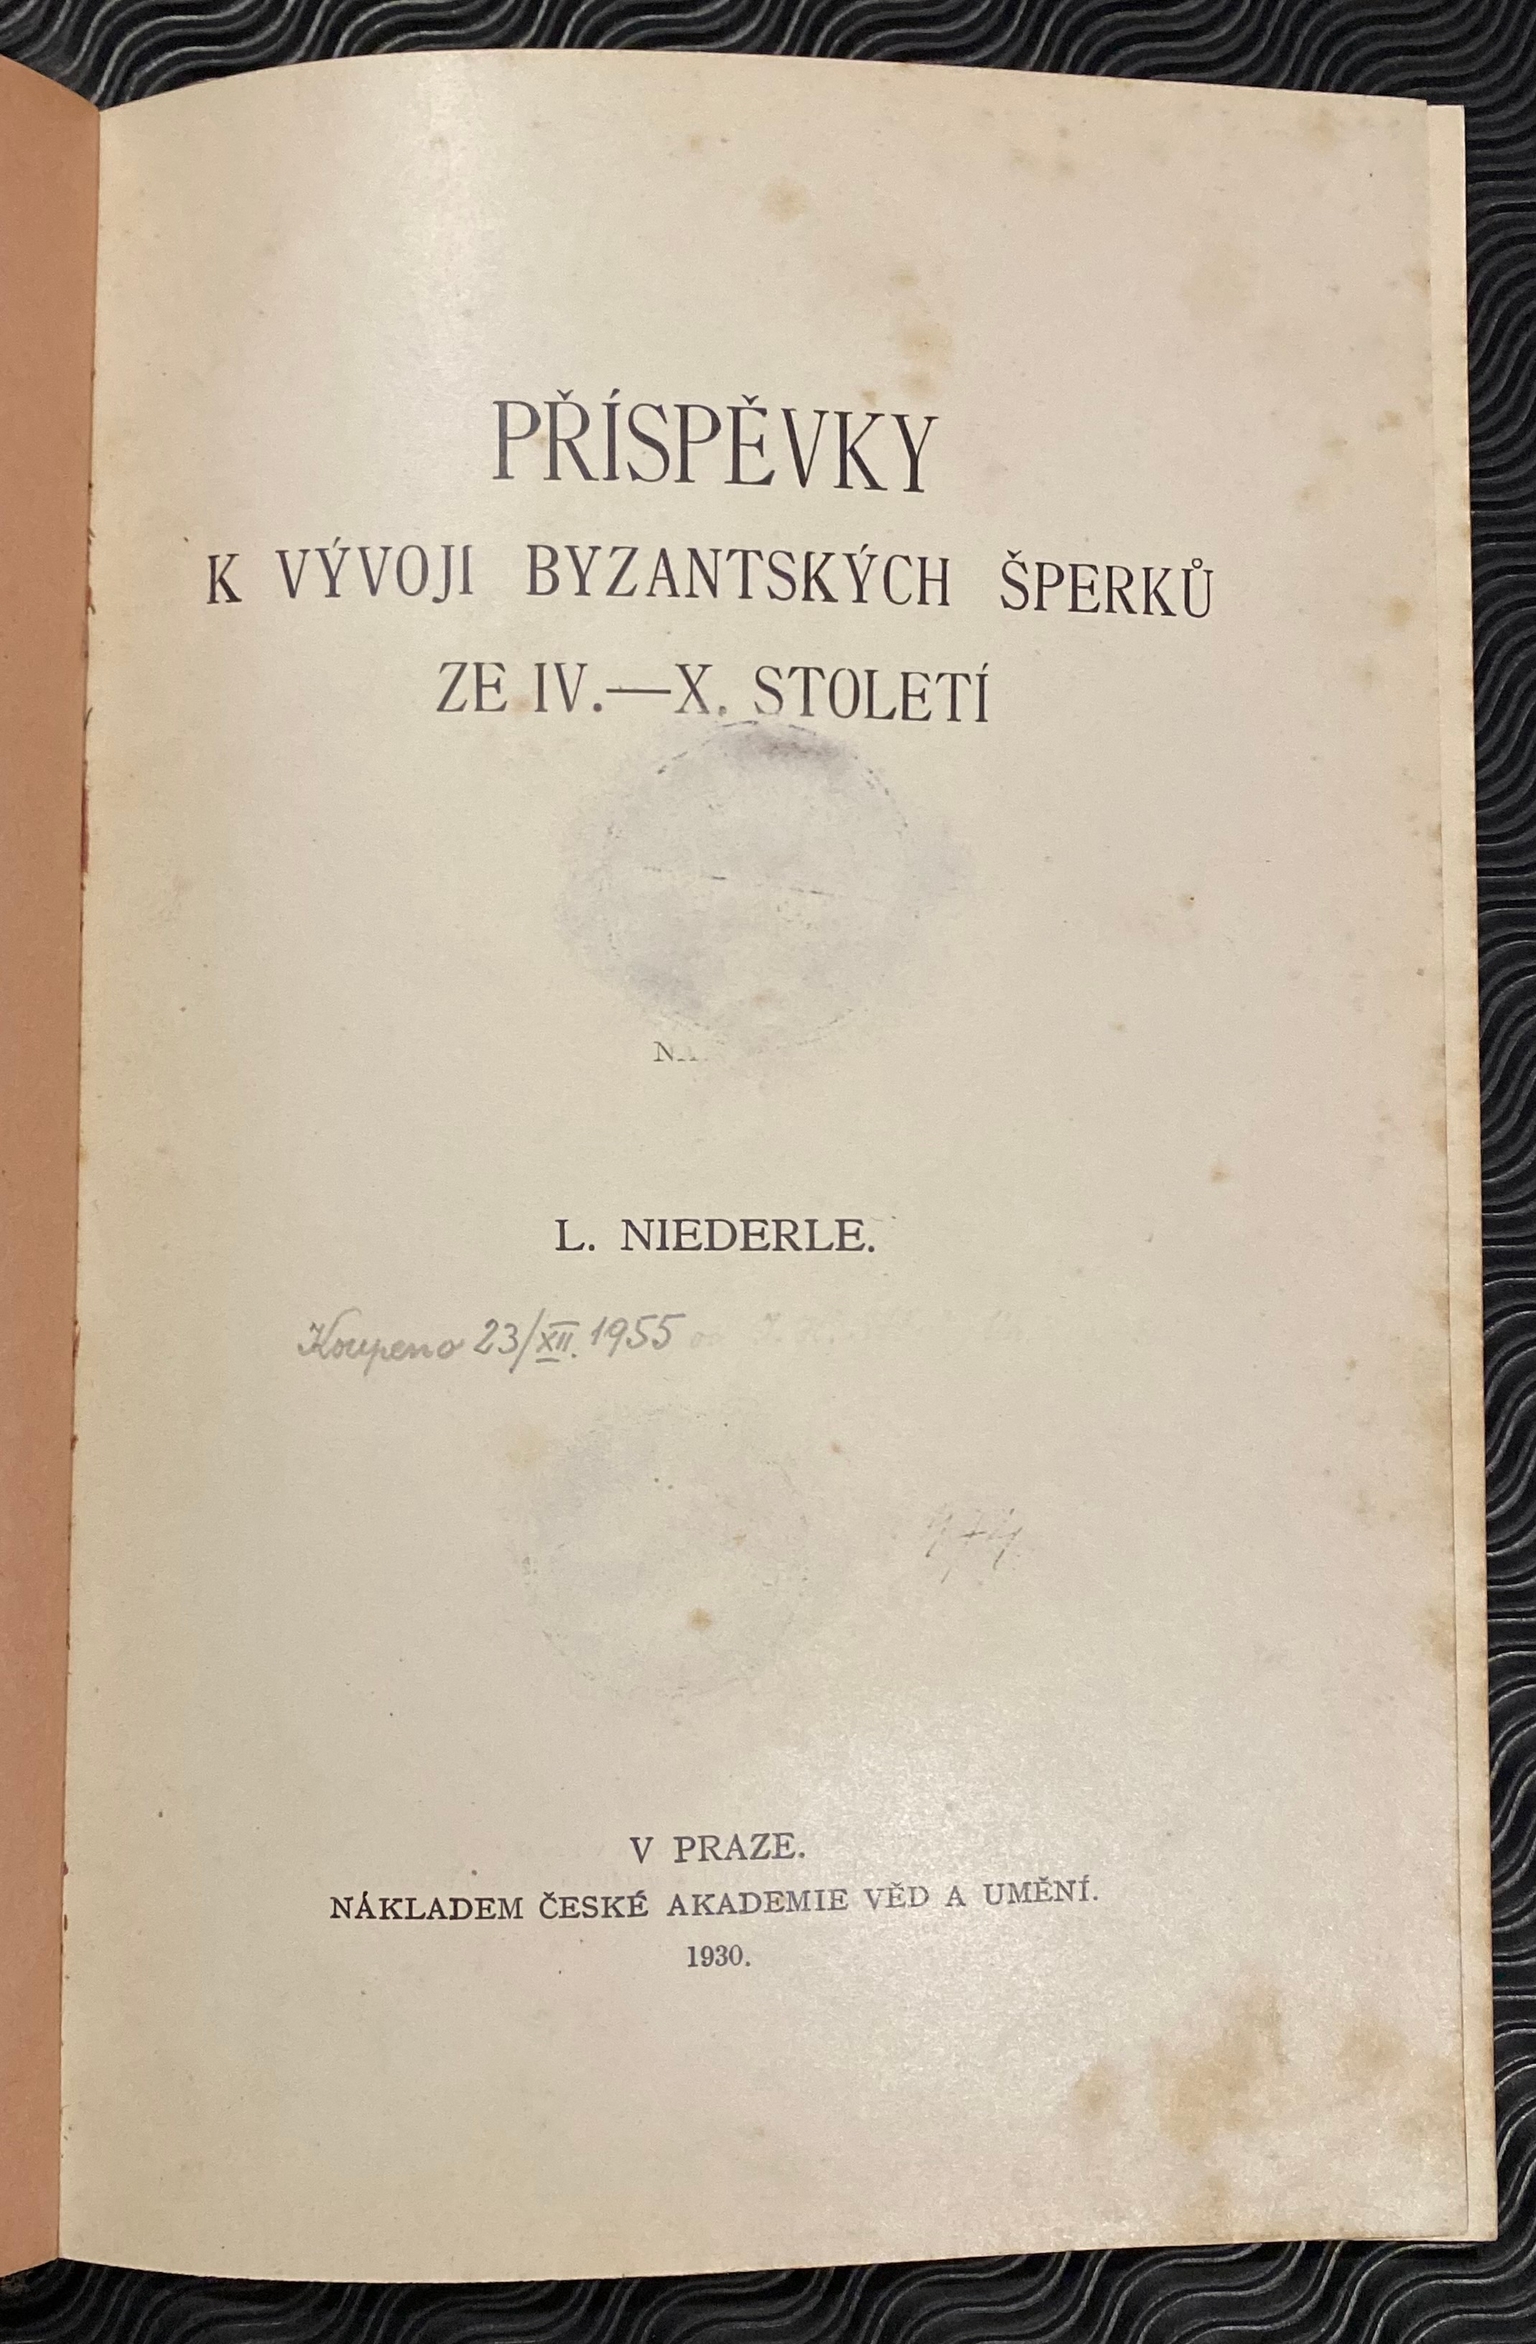 PŘÍSPĚVKY
K VÝVOJI BYZANTSKÝCH ŠPERKŮ
ZE IV.—X. STOLETÍ
L. NIEDERLE.
Koupeno 23/XII. 1955
V PRAZE.
NÁKLADEM ČESKÉ AKADEMIE VĚD A UMĚNÍ.
1930.